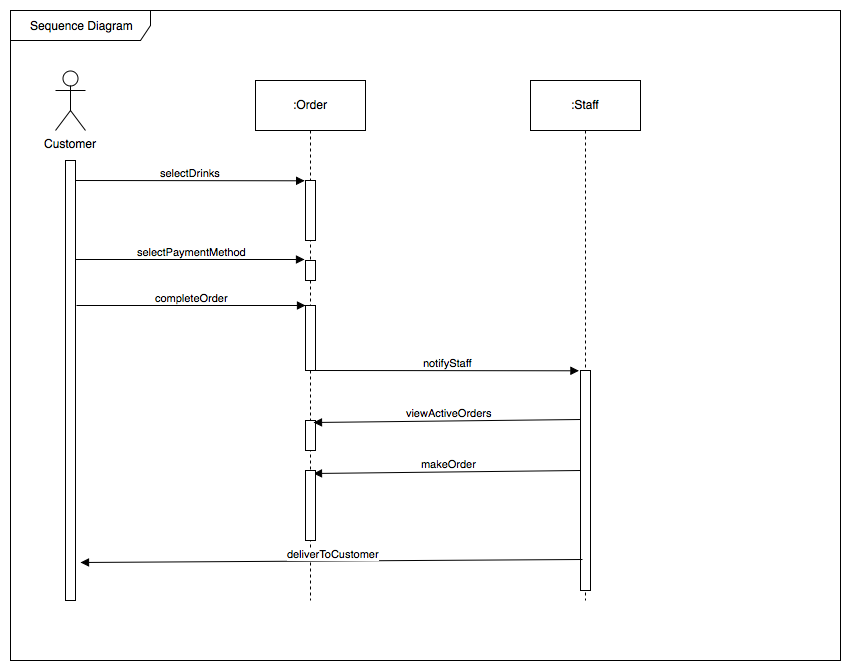 Sequence Diagram
Customer
:Order
:Staff
selectDrinks
selectPaymentMethod
completeOrder
notifyStaff
viewActiveOrders
makeOrder
deliverToCustomer